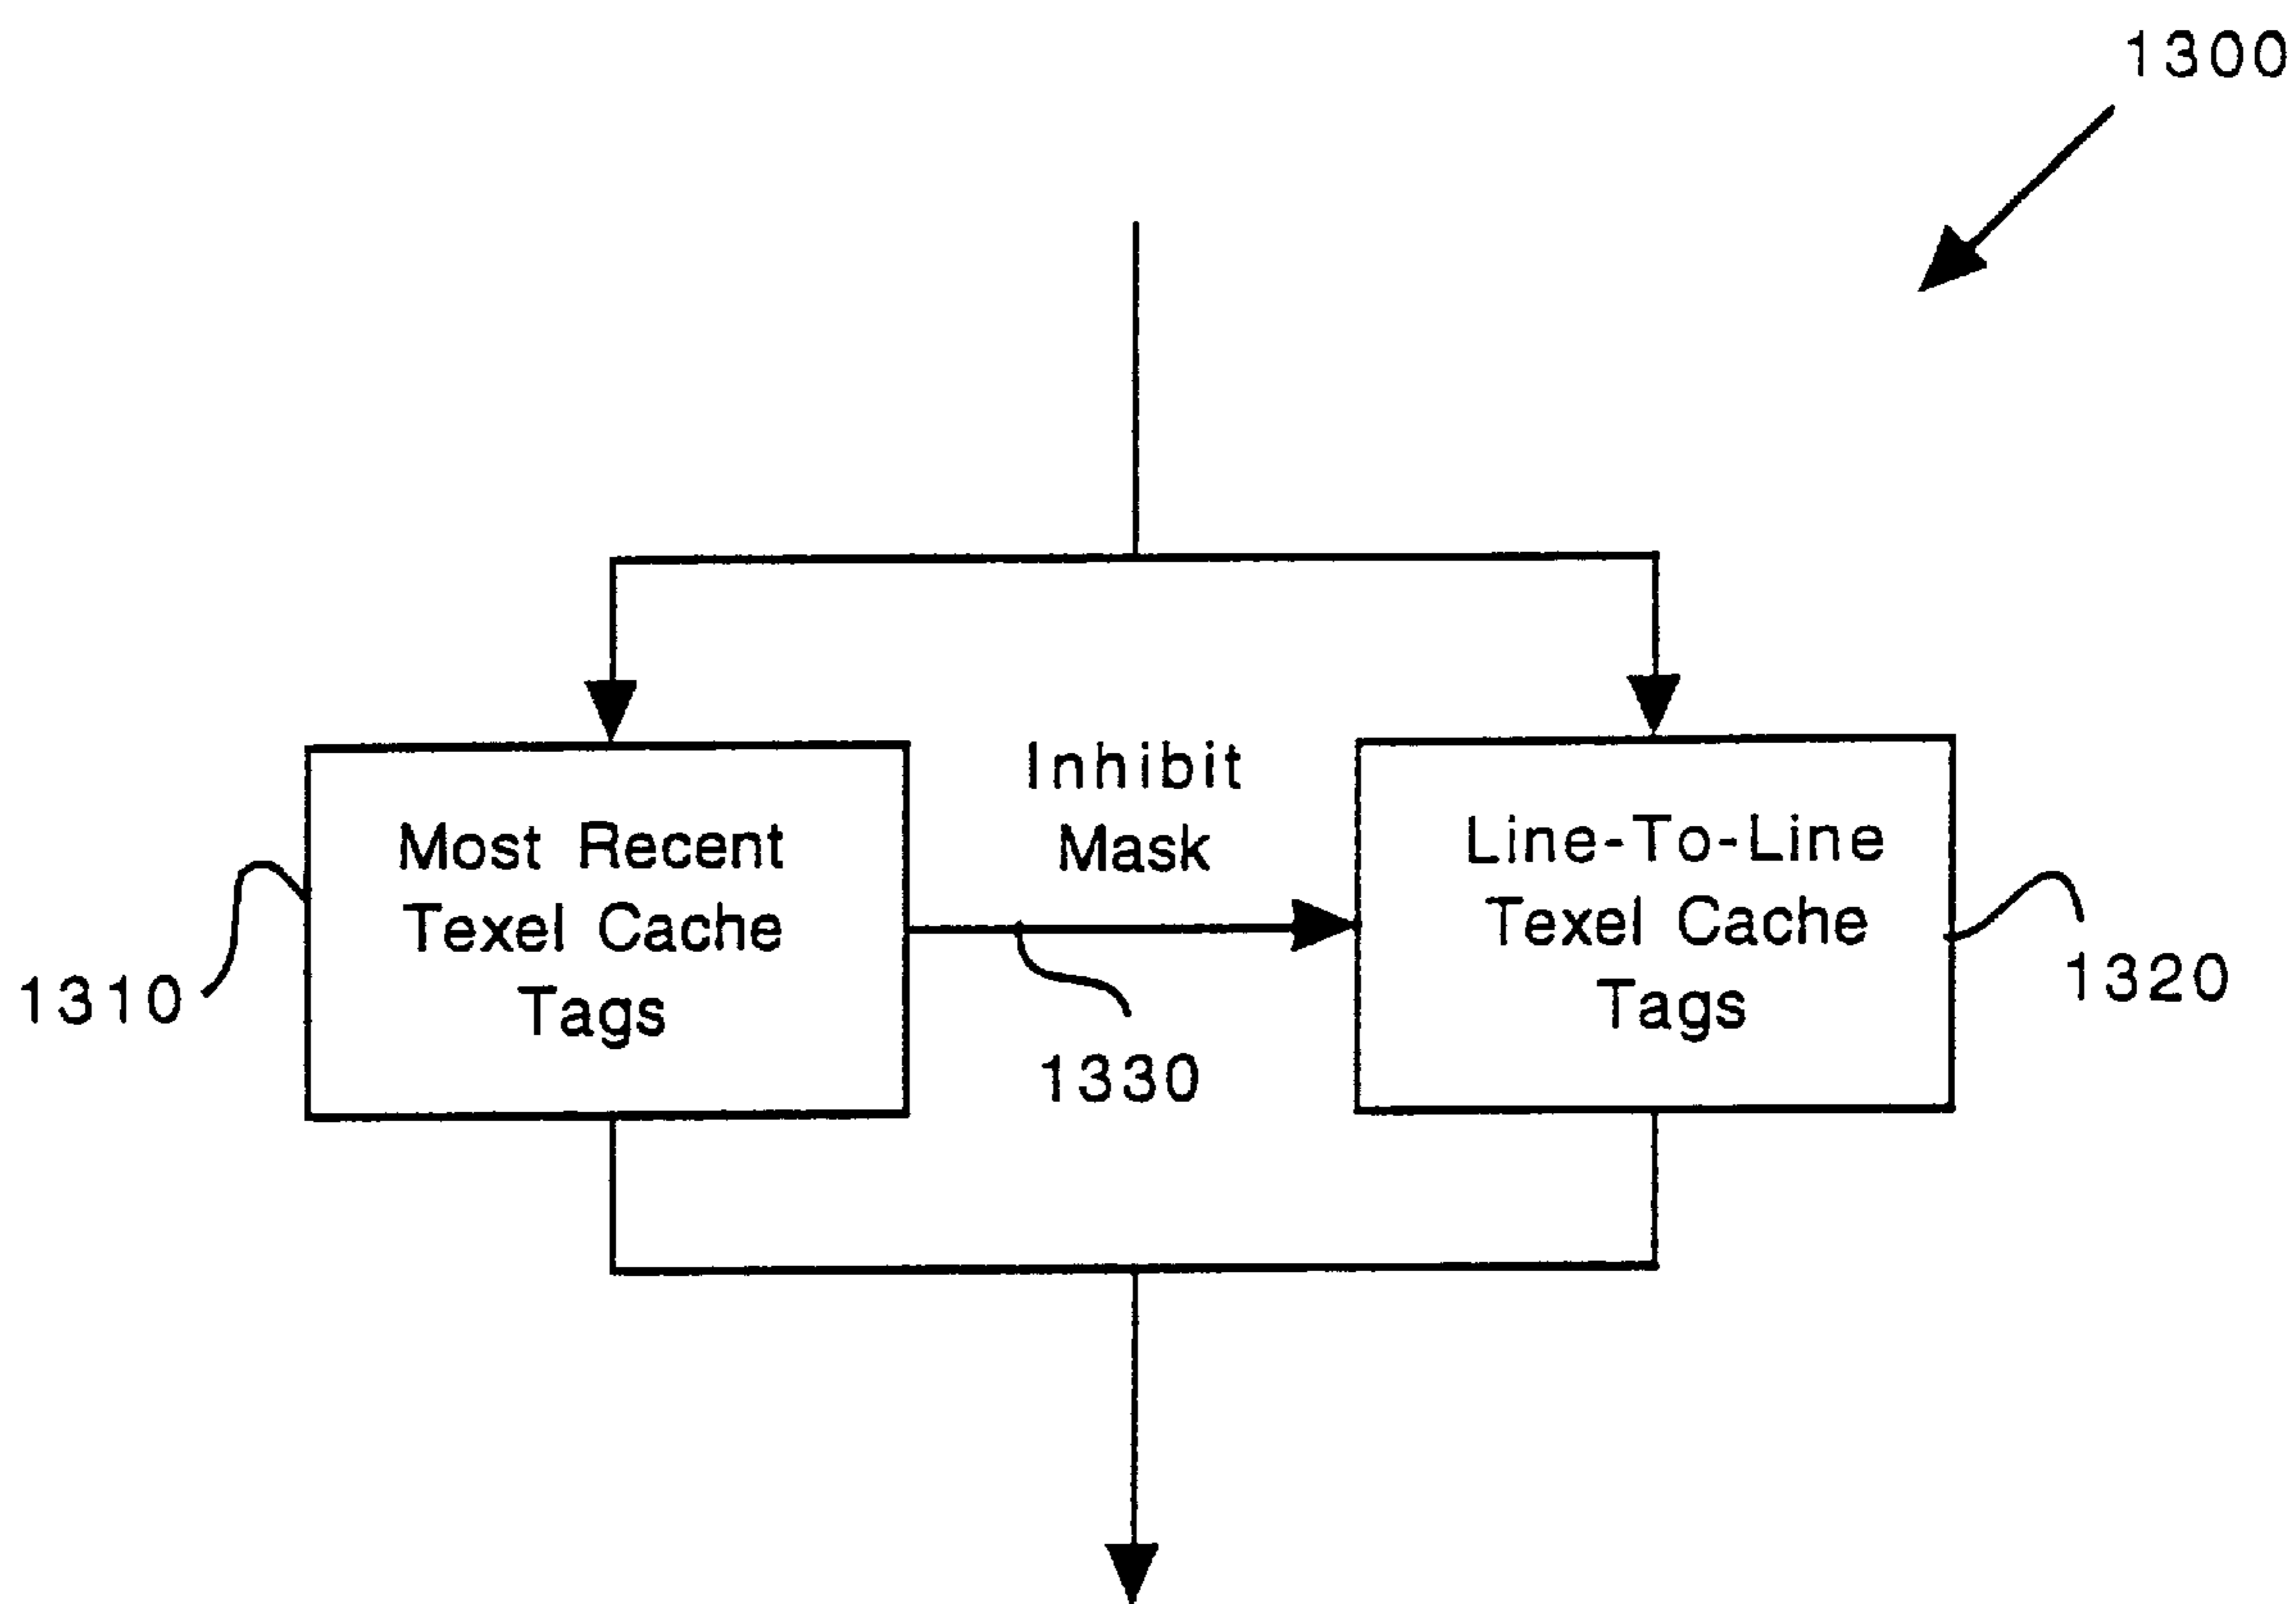 1300
Inhibit
Mask
Most Recent
Texel Cache
Tags
Line-To-Line
Texel Cache
Tags
1310
1320
1330